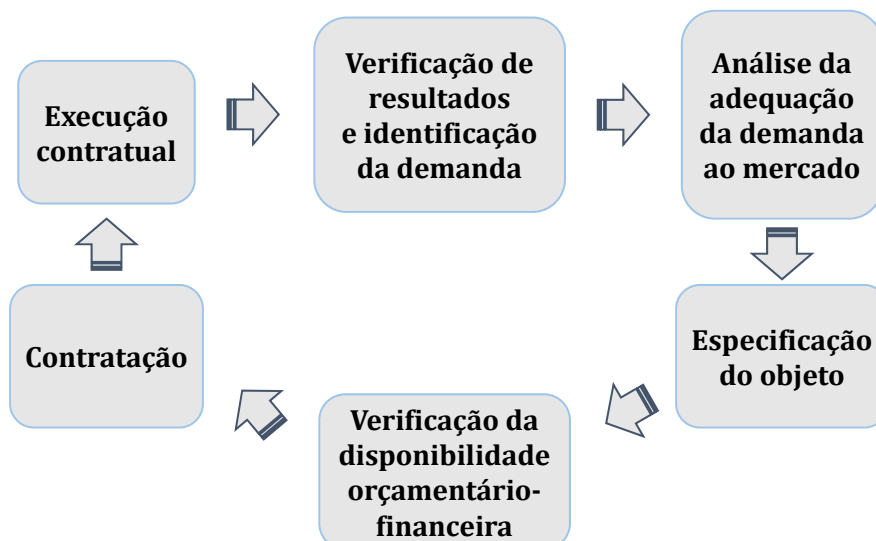 Execução
contratual
Verificação de
resultados
e identificação
da demanda
Análise da
adequação
da demanda
ao mercado
Especificação
do objeto
Verificação da
disponibilidade
orçamentário-
financeira
Contratação